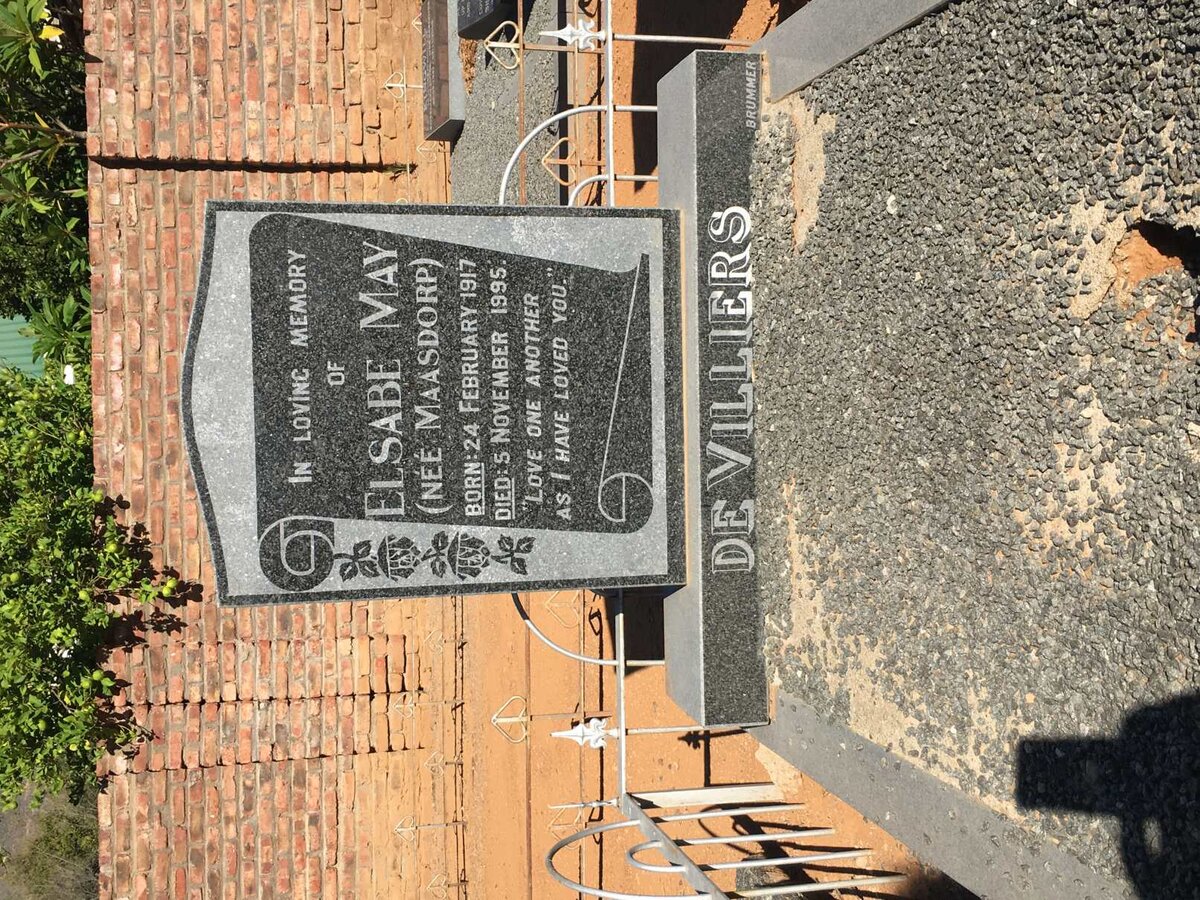 IN LOVING MEMORY
OF
ELSABE MAY
(NÉÉ MAASDORP)
BORN: 24 FEBRUARY 1917
DIED: 5 NOVEMBER 1995.
"LOVE ONE ANOTHER
AS I HAVE LOVED YOU."
DE VILLIERS
BRUMMER